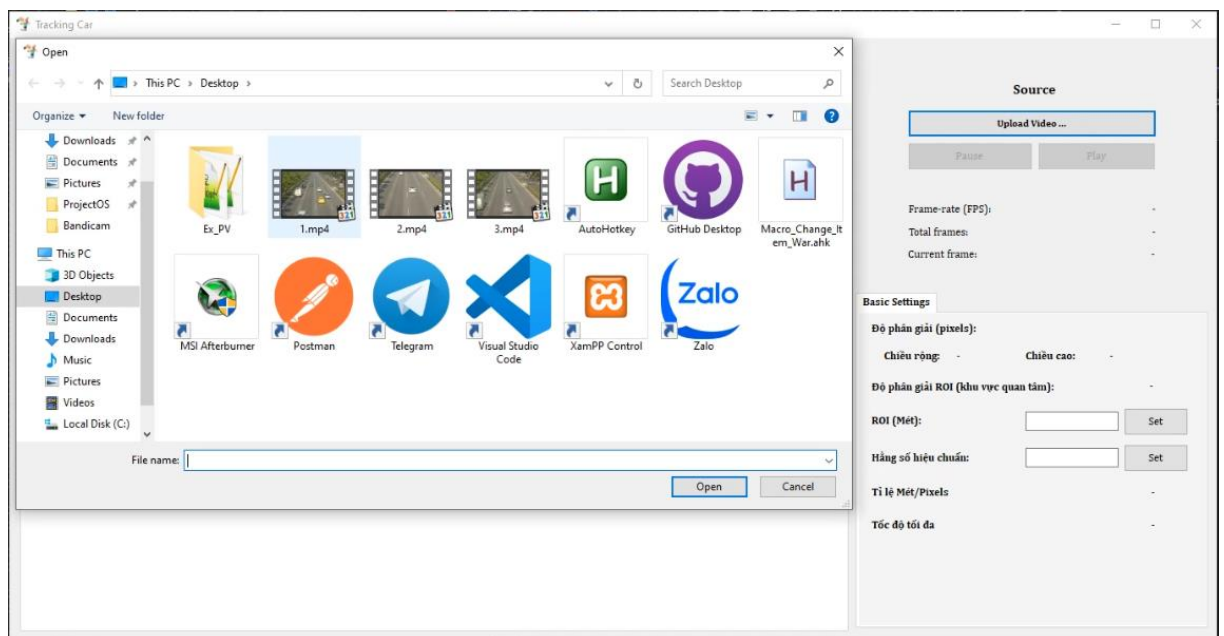 Tracking Car
Open
This PC > Desktop >
Search Desktop
Organize
New folder
Downloads
Documents
Pictures
ProjectOS
Bandicam
This PC
3D Objects
Desktop
Documents
Downloads
Music
Pictures
Videos
Local Disk (C:)
Ex_PV
1.mp4
2.mp4
3.mp4
AutoHotkey
GitHub Desktop
Macro_Change_It
em_War.ahk
MSI Afterburner
Postman
Telegram
Visual Studio
Code
XamPP Control
Zalo
Zalo
File name:
Open
Cancel
Source
Upload Video ...
Pause
Play
Frame-rate (FPS): -
Total frames: -
Current frame: -
Basic Settings
Độ phân giải (pixels):
Chiều rộng: - Chiều cao: -
Độ phân giải ROI (khu vực quan tâm): -
ROI (Mét): Set
Hằng số hiệu chuẩn: Set
Tỉ lệ Mét/Pixels -
Tốc độ tối đa -